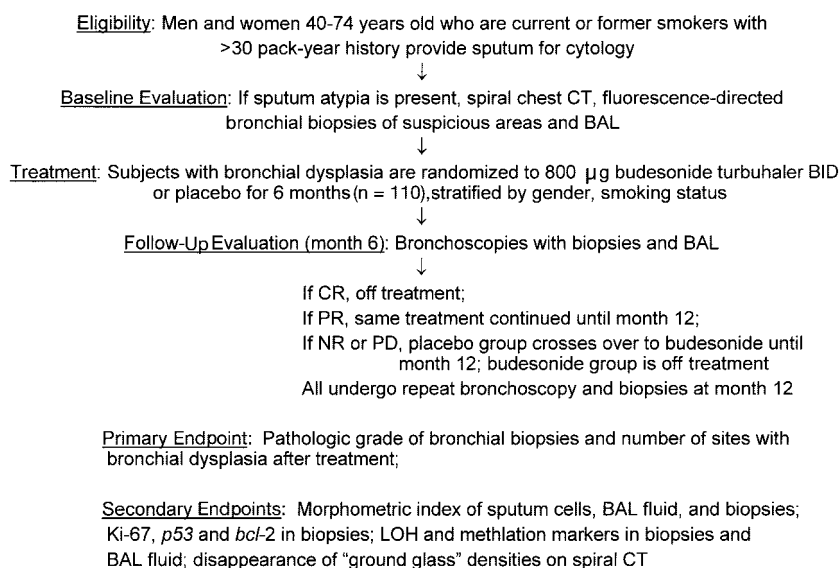 Eligibility: Men and women 40-74 years old who are current or former smokers with
>30 pack-year history provide sputum for cytology
↓
Baseline Evaluation: If sputum atypia is present, spiral chest CT, fluorescence-directed
bronchial biopsies of suspicious areas and BAL
↓
Treatment: Subjects with bronchial dysplasia are randomized to 800 µg budesonide turbuhaler BID
or placebo for 6 months (n = 110),stratified by gender, smoking status
↓
Follow-Up Evaluation (month 6): Bronchoscopies with biopsies and BAL
↓
If CR, off treatment;
If PR, same treatment continued until month 12;
If NR or PD, placebo group crosses over to budesonide until
month 12; budesonide group is off treatment
All undergo repeat bronchoscopy and biopsies at month 12
Primary Endpoint: Pathologic grade of bronchial biopsies and number of sites with
bronchial dysplasia after treatment;
Secondary Endpoints: Morphometric index of sputum cells, BAL fluid, and biopsies;
Ki-67, p53 and bcl-2 in biopsies; LOH and methlation markers in biopsies and
BAL fluid; disappearance of “ground glass” densities on spiral CT